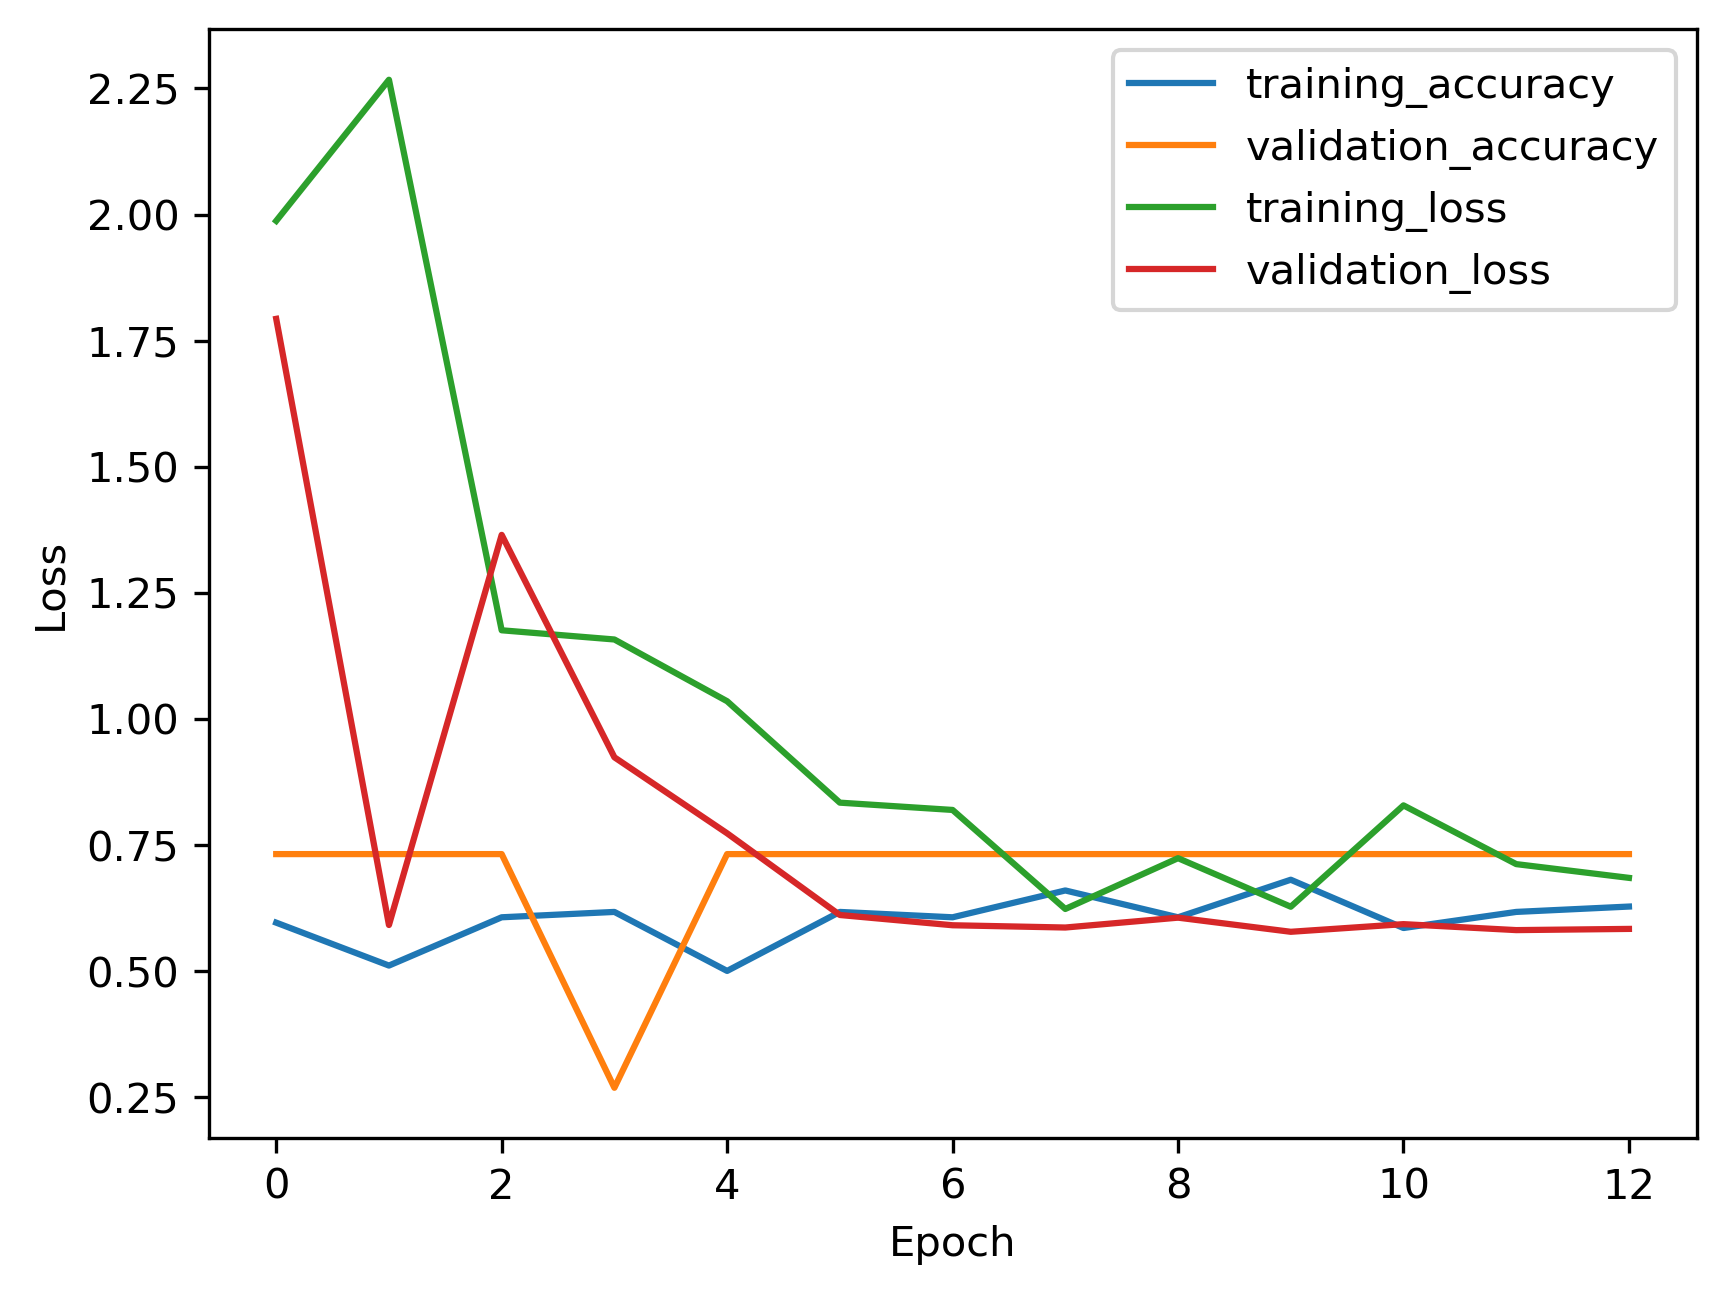 training_accuracy
validation_accuracy
training_loss
validation_loss
2.25
2.00
1.75
1.50
1.25
1.00
0.75
0.50
0.25
Loss
0 2 4 6 8 10 12
Epoch